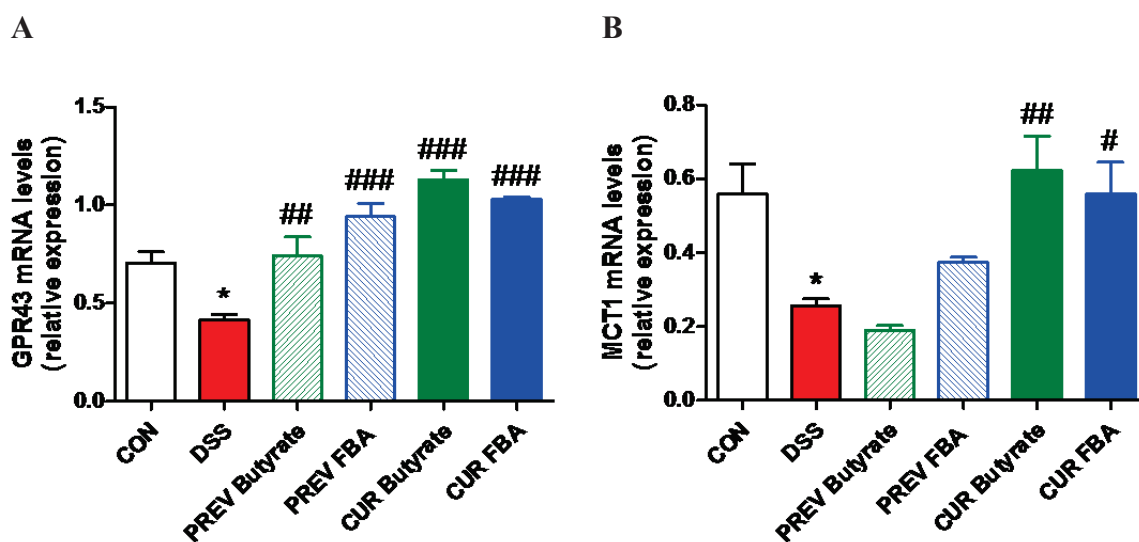 A
GPR43 mRNA levels
(relative expression)
1.5
1.0
0.5
0.0
*
##
###
###
###
CON
DSS
PREV Butyrate
PREV FBA
CUR Butyrate
CUR FBA
B
MCT1 mRNA levels
(relative expression)
0.8
0.6
0.4
0.2
0.0
*
##
#
CON
DSS
PREV Butyrate
PREV FBA
CUR Butyrate
CUR FBA